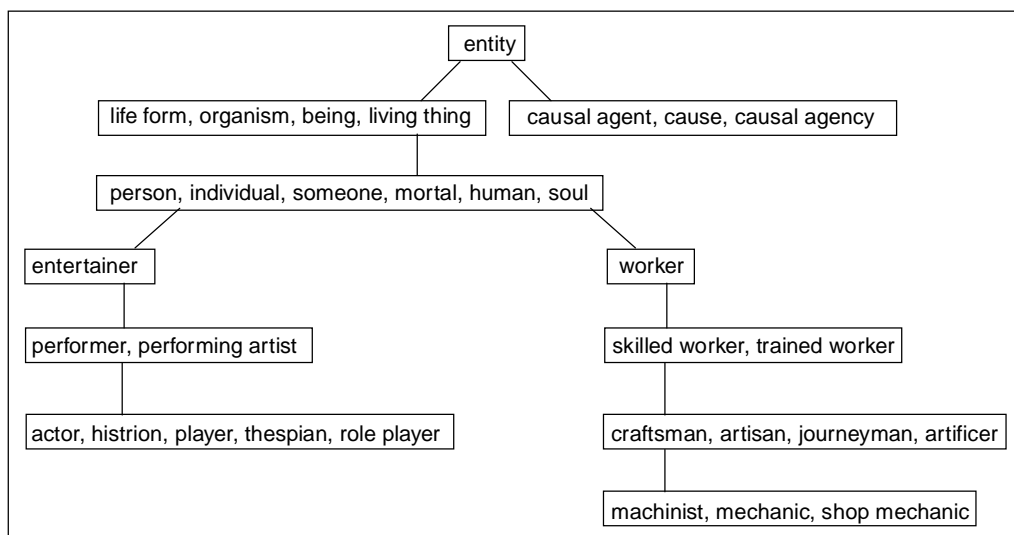 entity
life form, organism, being, living thing
causal agent, cause, causal agency
person, individual, someone, mortal, human, soul
entertainer
worker
performer, performing artist
skilled worker, trained worker
actor, histrion, player, thespian, role player
craftsman, artisan, journeyman, artificer
machinist, mechanic, shop mechanic